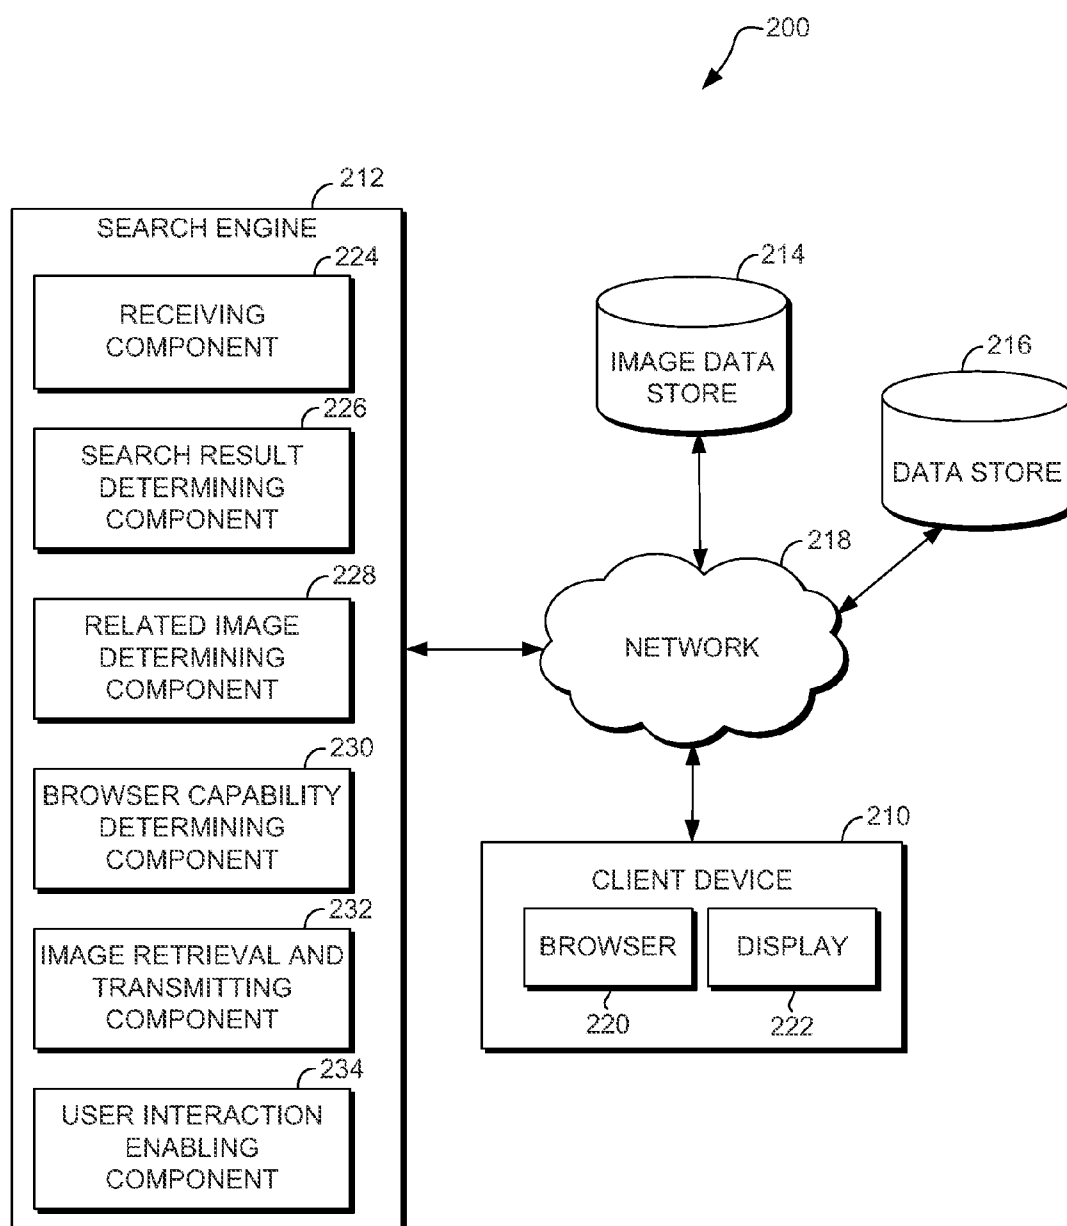 200
212
SEARCH ENGINE
224
RECEIVING
COMPONENT
226
SEARCH RESULT
DETERMINING
COMPONENT
228
RELATED IMAGE
DETERMINING
COMPONENT
230
BROWSER CAPABILITY
DETERMINING
COMPONENT
232
IMAGE RETRIEVAL AND
TRANSMITTING
COMPONENT
234
USER INTERACTION
ENABLING
COMPONENT
214
IMAGE DATA
STORE
216
DATA STORE
218
NETWORK
210
CLIENT DEVICE
BROWSER
DISPLAY
220
222